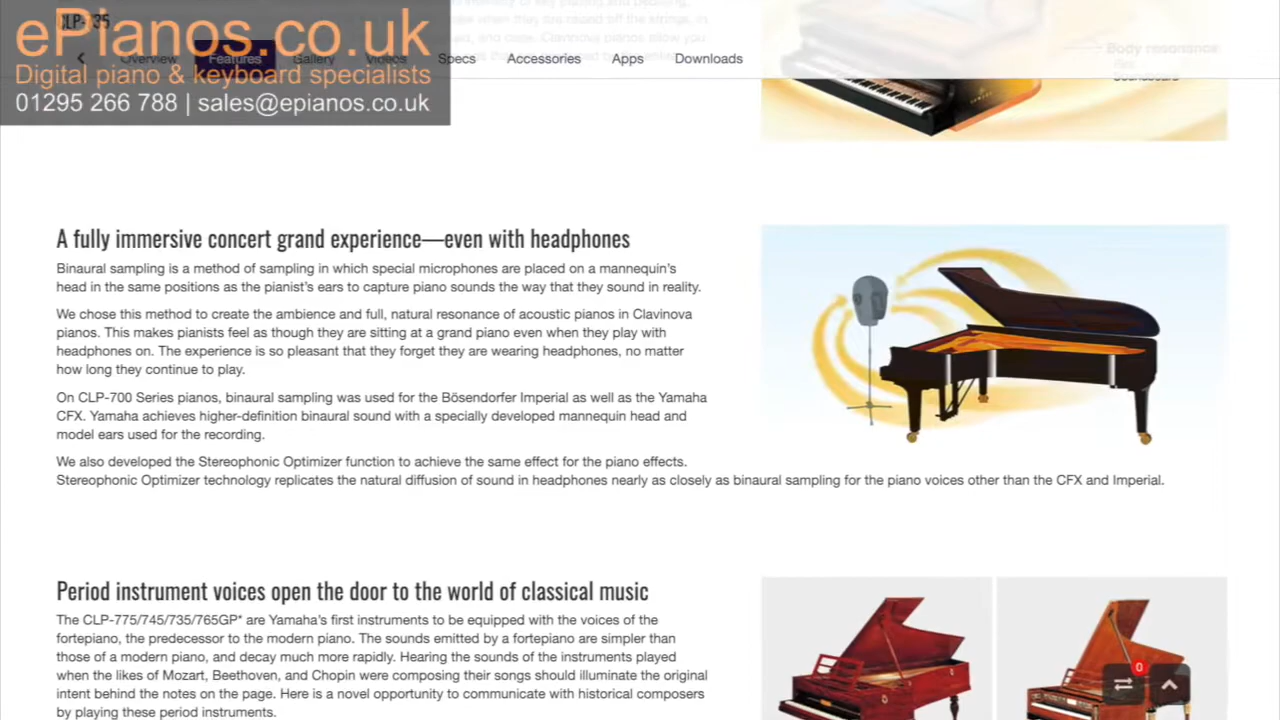 CLP-735
ePianos.co.uk
Digital piano & keyboard specialists
01295 266 788 | sales@epianos.co.uk
Overview Features Gallery Videos Specs Accessories Apps Downloads
Body resonance
Soundboard
A fully immersive concert grand experience—even with headphones
Binaural sampling is a method of sampling in which special microphones are placed on a mannequin's
head in the same positions as the pianist's ears to capture piano sounds the way that they sound in reality.
We chose this method to create the ambience and full, natural resonance of acoustic pianos in Clavinova
pianos. This makes pianists feel as though they are sitting at a grand piano even when they play with
headphones on. The experience is so pleasant that they forget they are wearing headphones, no matter
how long they continue to play.
On CLP-700 Series pianos, binaural sampling was used for the Bösendorfer Imperial as well as the Yamaha
CFX. Yamaha achieves higher-definition binaural sound with a specially developed mannequin head and
model ears used for the recording.
We also developed the Stereophonic Optimizer function to achieve the same effect for the piano effects.
Stereophonic Optimizer technology replicates the natural diffusion of sound in headphones nearly as closely as binaural sampling for the piano voices other than the CFX and Imperial.
Period instrument voices open the door to the world of classical music
The CLP-775/745/735/765GP* are Yamaha's first instruments to be equipped with the voices of the
fortepiano, the predecessor to the modern piano. The sounds emitted by a fortepiano are simpler than
those of a modern piano, and decay much more rapidly. Hearing the sounds of the instruments played
when the likes of Mozart, Beethoven, and Chopin were composing their songs should illuminate the original
intent behind the notes on the page. Here is a novel opportunity to communicate with historical composers
by playing these period instruments.
0